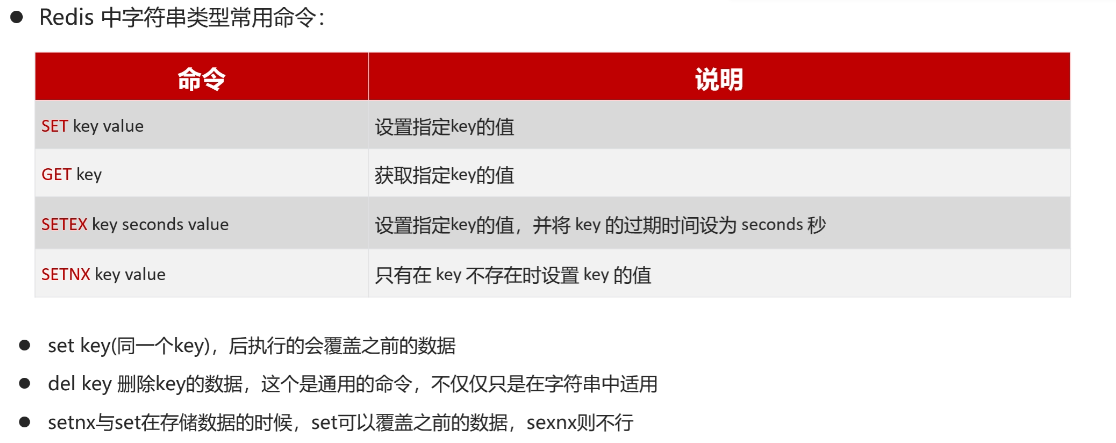 ● Redis 中字符串类型常用命令：
命令 说明
SET key value 设置指定key的值
GET key 获取指定key的值
SETEX key seconds value 设置指定key的值，并将 key 的过期时间设为 seconds 秒
SETNX key value 只有在 key 不存在时设置 key 的值
● set key(同一个key)，后执行的会覆盖之前的数据
● del key 删除key的数据，这个是通用的命令，不仅仅只是在字符串中适用
● setnx与set在存储数据的时候，set可以覆盖之前的数据，sexnx则不行